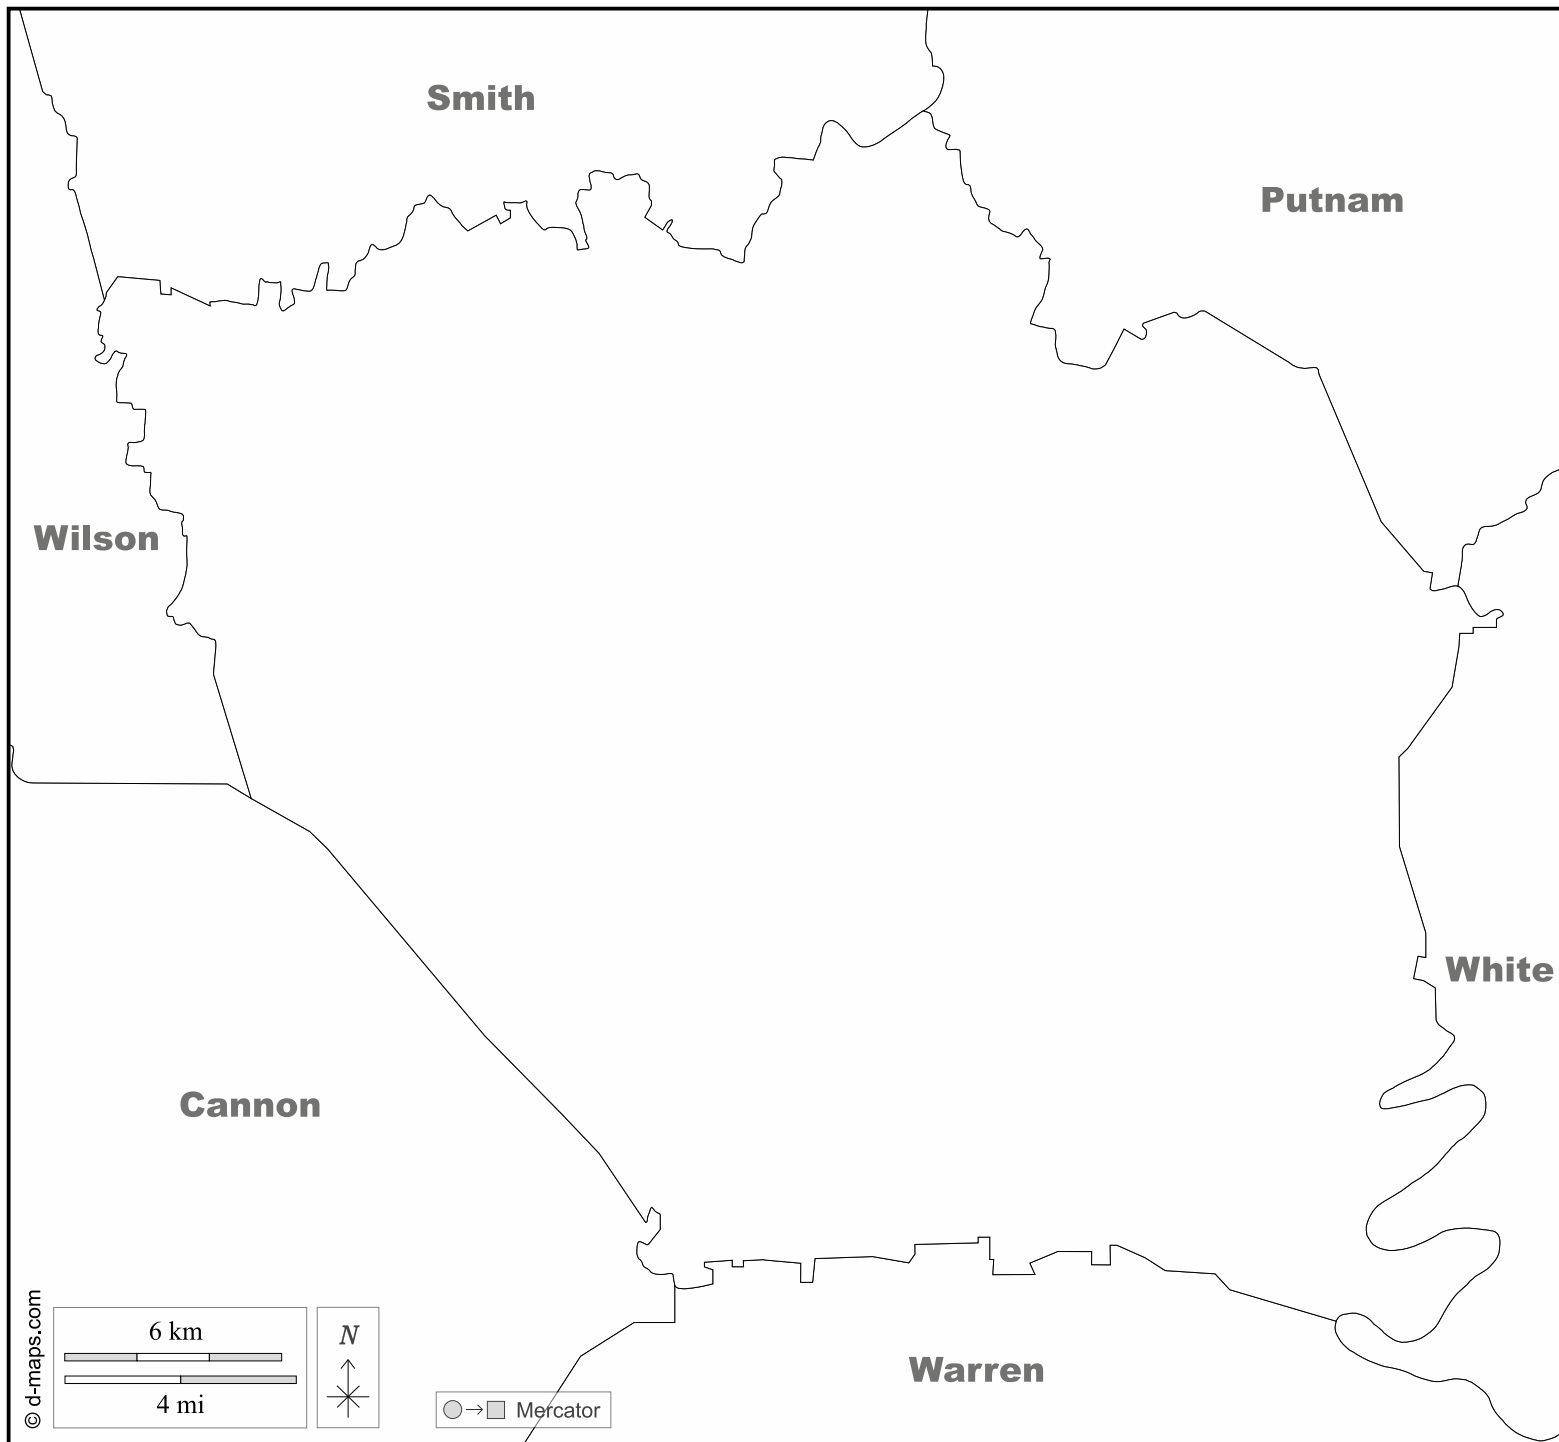 Smith
Putnam
Wilson
White
Cannon
Warren
© d-maps.com
6 km
4 mi
N
Mercator